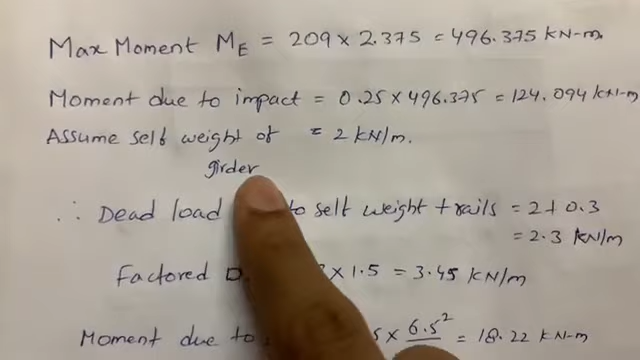 Max Moment M_E = 209 x 2.375 = 496.375 KN-m.
Moment due to impact = 0.25 x 496.375 = 124.094 KN-m
Assume self weight of = 2 KN/m.
girder
∴ Dead load to self weight + rails = 2 + 0.3
= 2.3 KN/m
Factored D. x 1.5 = 3.45 KN/m
Moment due to x 6.5² = 18.22 KN-m